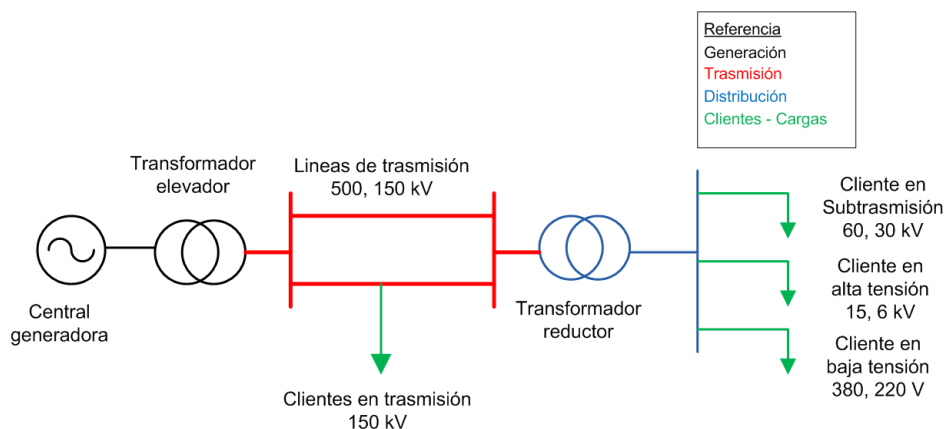 Referencia
Generación
Trasmisión
Distribución
Clientes - Cargas
Transformador
elevador
Lineas de trasmisión
500, 150 kV
Cliente en
Subtrasmisión
60, 30 kV
Cliente en
alta tensión
15, 6 kV
Central
generadora
Transformador
reductor
Cliente en
baja tensión
380, 220 V
Clientes en trasmisión
150 kV